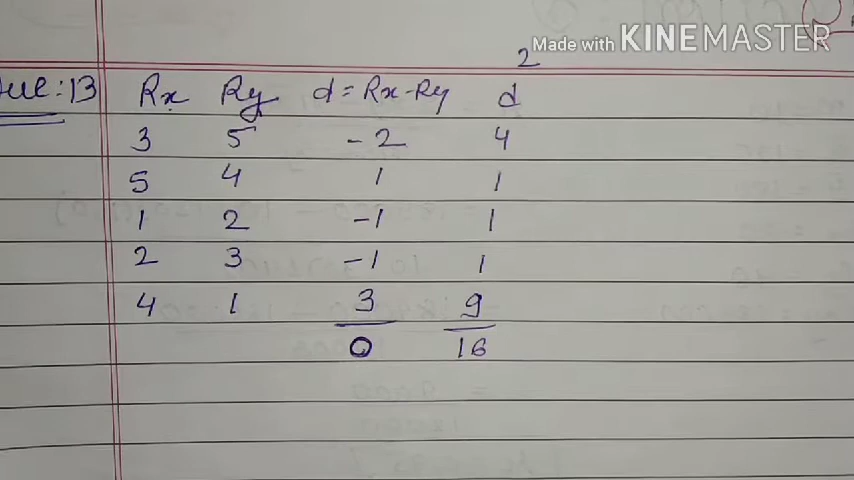 Made with KINEMASTER
Que:13 Rx Ry d=Rx-Ry d²
3 5 -2 4
5 4 1 1
1 2 -1 1
2 3 -1 1
4 1 3 9
0 16